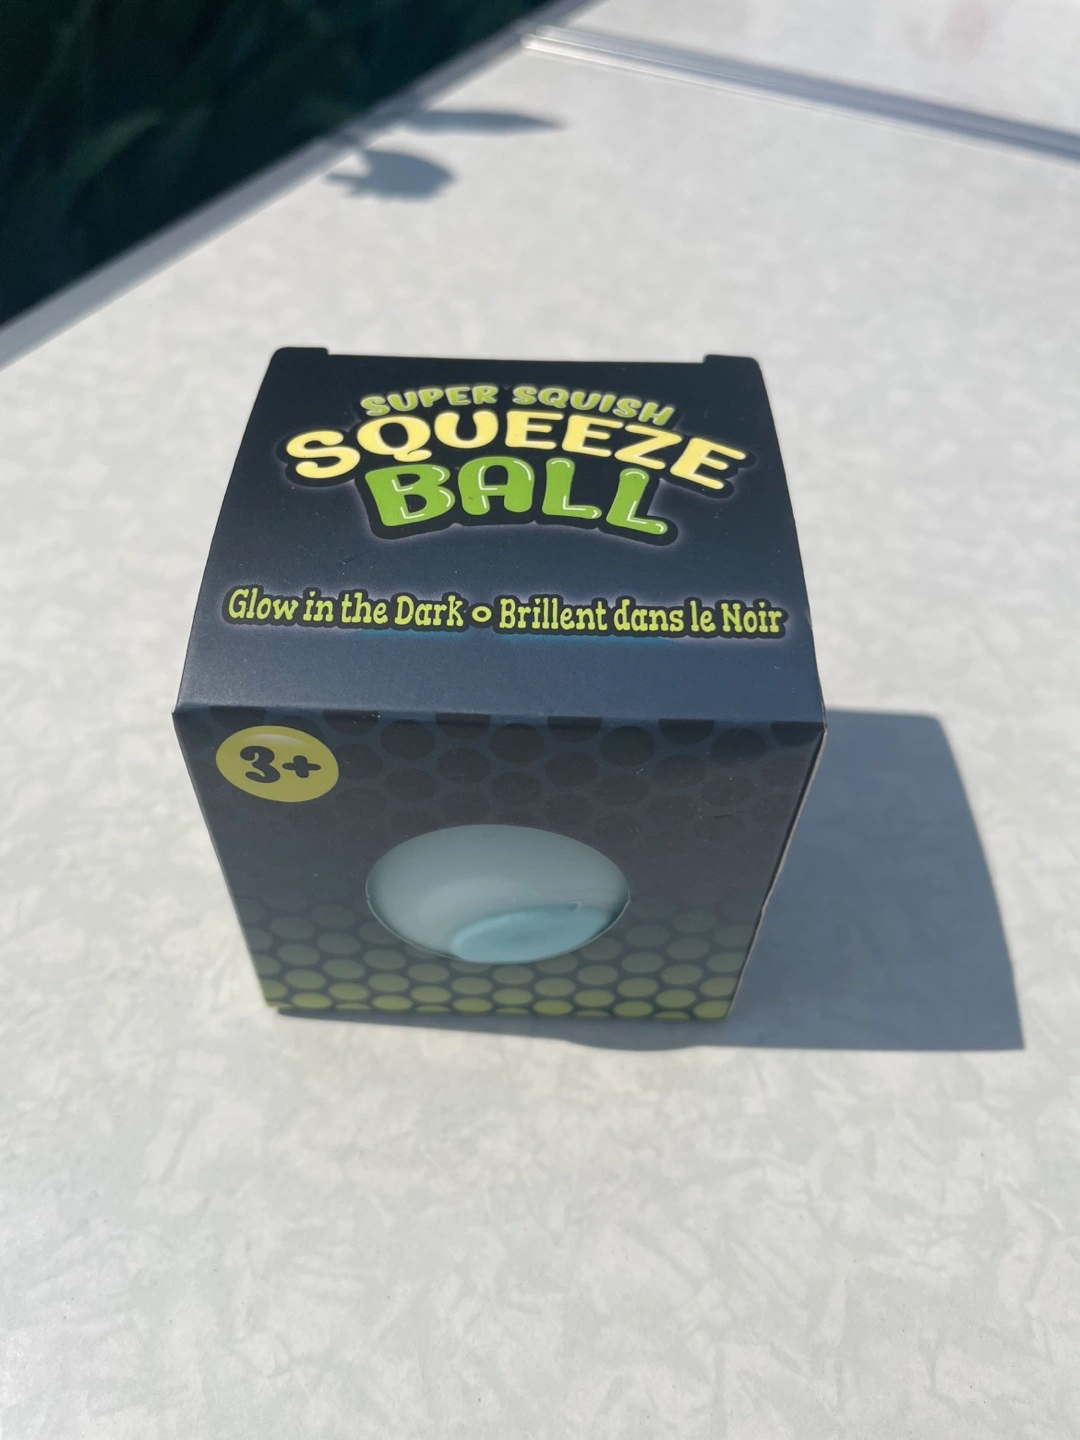 SUPER SQUISH
SQUEEZE
BALL
Glow in the Dark o Brillent dans le Noir
3+